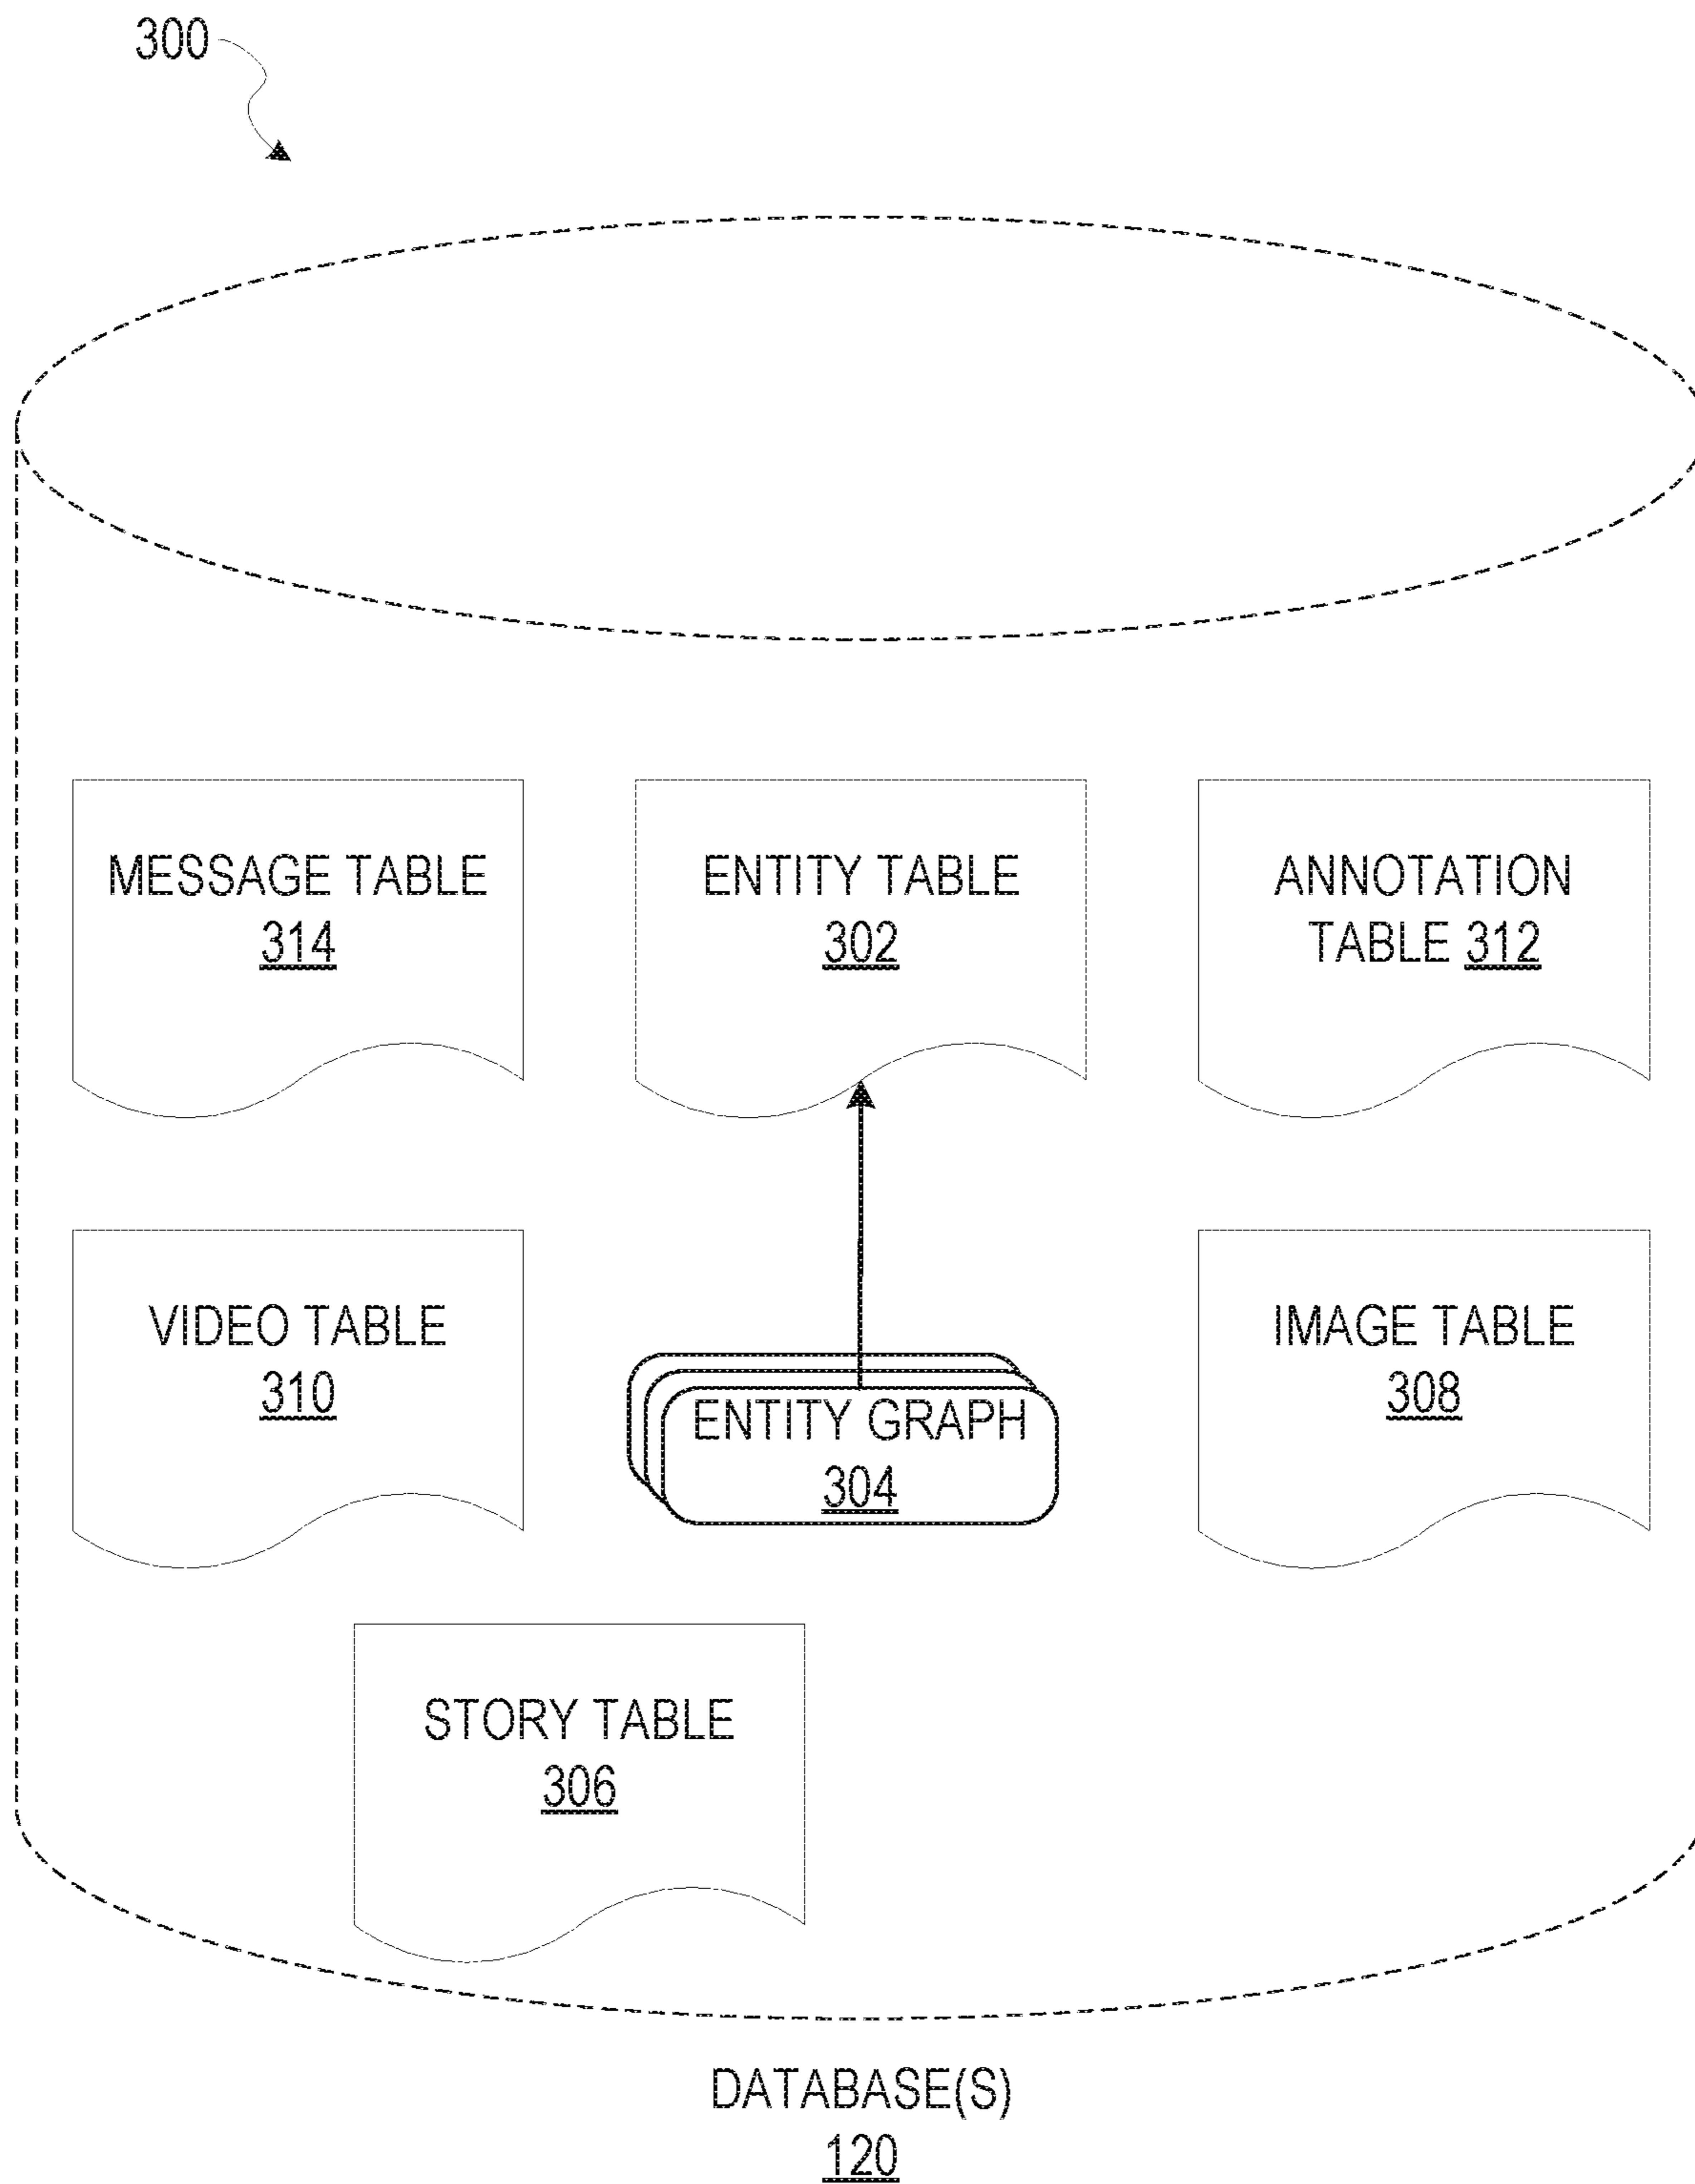 300
MESSAGE TABLE
314
ENTITY TABLE
302
ANNOTATION
TABLE 312
VIDEO TABLE
310
ENTITY GRAPH
304
IMAGE TABLE
308
STORY TABLE
306
DATABASE(S)
120